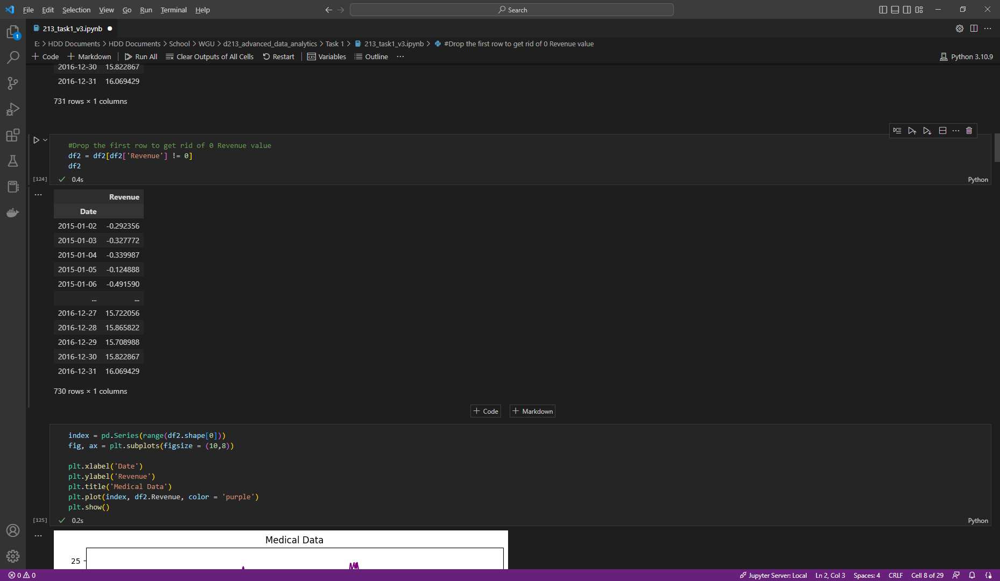 File Edit Selection View Go Run Terminal Help
Search
213_task1_v3.ipynb
1
E: > HDD Documents > HDD Documents > School > WGU > d213_advanced_data_analytics > Task 1 > 213_task1_v3.ipynb > #Drop the first row to get rid of 0 Revenue value
+ Code + Markdown Run All Clear Outputs of All Cells Restart Variables Outline ... Python 3.10.9
2016-12-30 15.822867
2016-12-31 16.069429
731 rows × 1 columns
#Drop the first row to get rid of 0 Revenue value
df2 = df2[df2['Revenue'] != 0]
df2
[124] 0.4s Python
Revenue
Date
2015-01-02 -0.292356
2015-01-03 -0.327772
2015-01-04 -0.339987
2015-01-05 -0.124888
2015-01-06 -0.491590
... ...
2016-12-27 15.722056
2016-12-28 15.865822
2016-12-29 15.708988
2016-12-30 15.822867
2016-12-31 16.069429
730 rows × 1 columns
+ Code + Markdown
index = pd.Series(range(df2.shape[0]))
fig, ax = plt.subplots(figsize = (10,8))
plt.xlabel('Date')
plt.ylabel('Revenue')
plt.title('Medical Data')
plt.plot(index, df2.Revenue, color = 'purple')
plt.show()
[125] 0.2s Python
Medical Data
25
0 0 Jupyter Server: Local Ln 2, Col 3 Spaces: 4 CRLF Cell 8 of 29